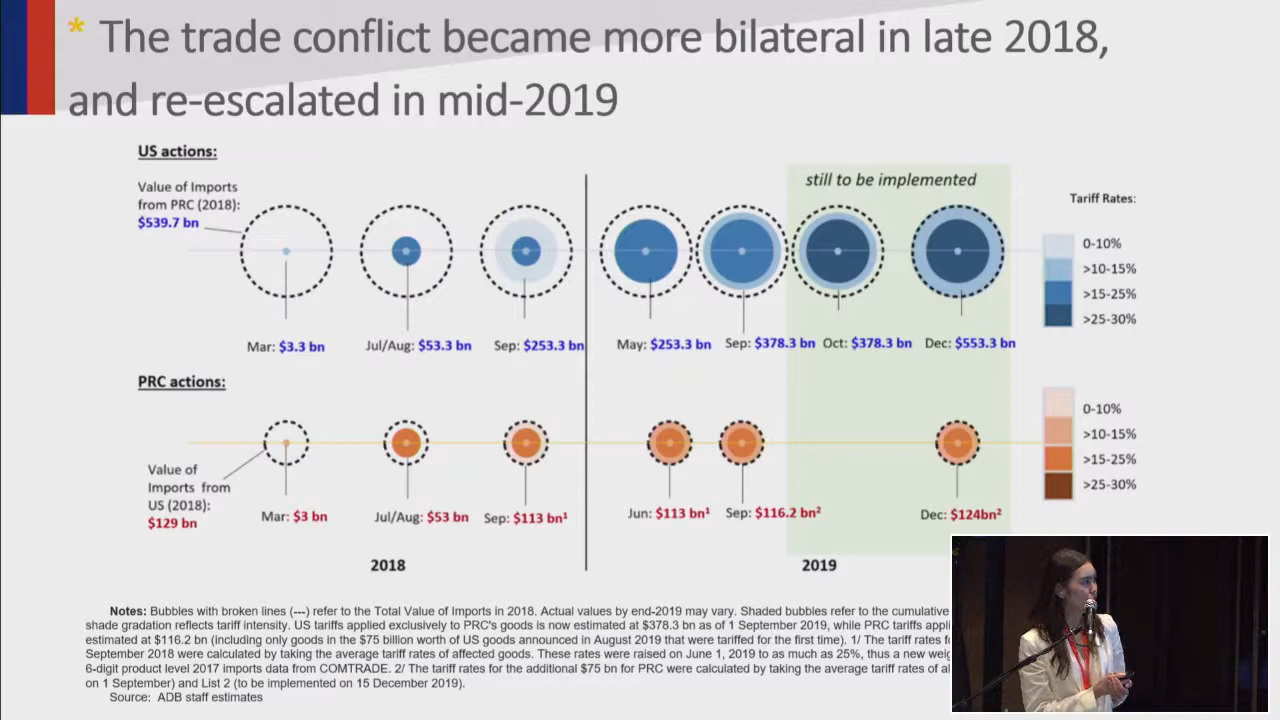 * The trade conflict became more bilateral in late 2018,
and re-escalated in mid-2019
US actions:
Value of Imports
from PRC (2018):
$539.7 bn
still to be implemented
Tariff Rates:
0-10%
>10-15%
>15-25%
>25-30%
Mar: $3.3 bn
Jul/Aug: $53.3 bn
Sep: $253.3 bn
May: $253.3 bn
Sep: $378.3 bn
Oct: $378.3 bn
Dec: $553.3 bn
PRC actions:
0-10%
>10-15%
>15-25%
>25-30%
Value of
Imports from
US (2018):
$129 bn
Mar: $3 bn
Jul/Aug: $53 bn
Sep: $113 bn¹
Jun: $113 bn¹
Sep: $116.2 bn²
Dec: $124bn²
2018
2019
Notes: Bubbles with broken lines (---) refer to the Total Value of Imports in 2018. Actual values by end-2019 may vary. Shaded bubbles refer to the cumulative
shade gradation reflects tariff intensity. US tariffs applied exclusively to PRC's goods is now estimated at $378.3 bn as of 1 September 2019, while PRC tariffs
estimated at $116.2 bn (including only goods in the $75 billion worth of US goods announced in August 2019 that were tariffed for the first time). 1/ The tariff rates
September 2018 were calculated by taking the average tariff rates of affected goods. These rates were raised on June 1, 2019 to as much as 25%, thus a new
6-digit product level 2017 imports data from COMTRADE. 2/ The tariff rates for the additional $75 bn for PRC were calculated by taking the average tariff rates of
on 1 September) and List 2 (to be implemented on 15 December 2019).
Source: ADB staff estimates